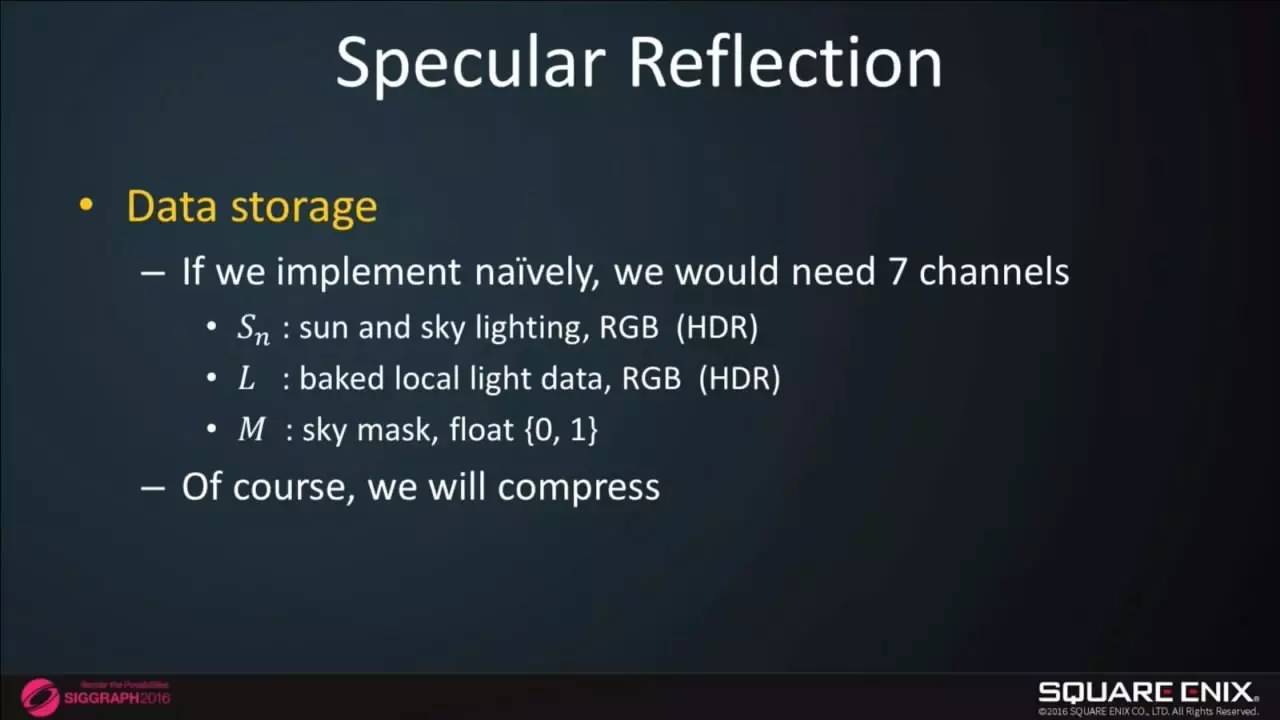 Specular Reflection
• Data storage
– If we implement naïvely, we would need 7 channels
• Sₙ : sun and sky lighting, RGB (HDR)
• L : baked local light data, RGB (HDR)
• M : sky mask, float {0, 1}
– Of course, we will compress
Render the Possibilities
SIGGRAPH2016
SQUARE ENIX®
©2016 SQUARE ENIX CO., LTD. All Rights Reserved.